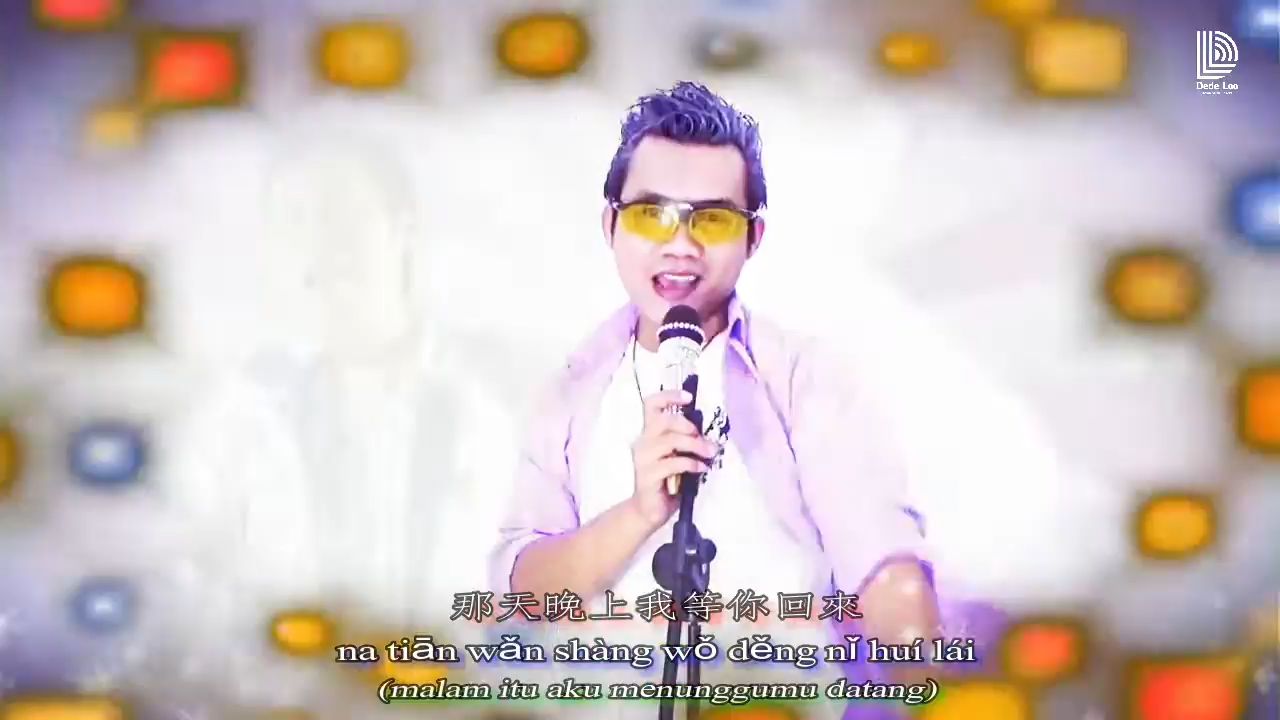 Dede Loo
那天晚上我等你回來
na tiān wǎn shàng wǒ děng nǐ huí lái
(malam itu aku menunggumu datang)